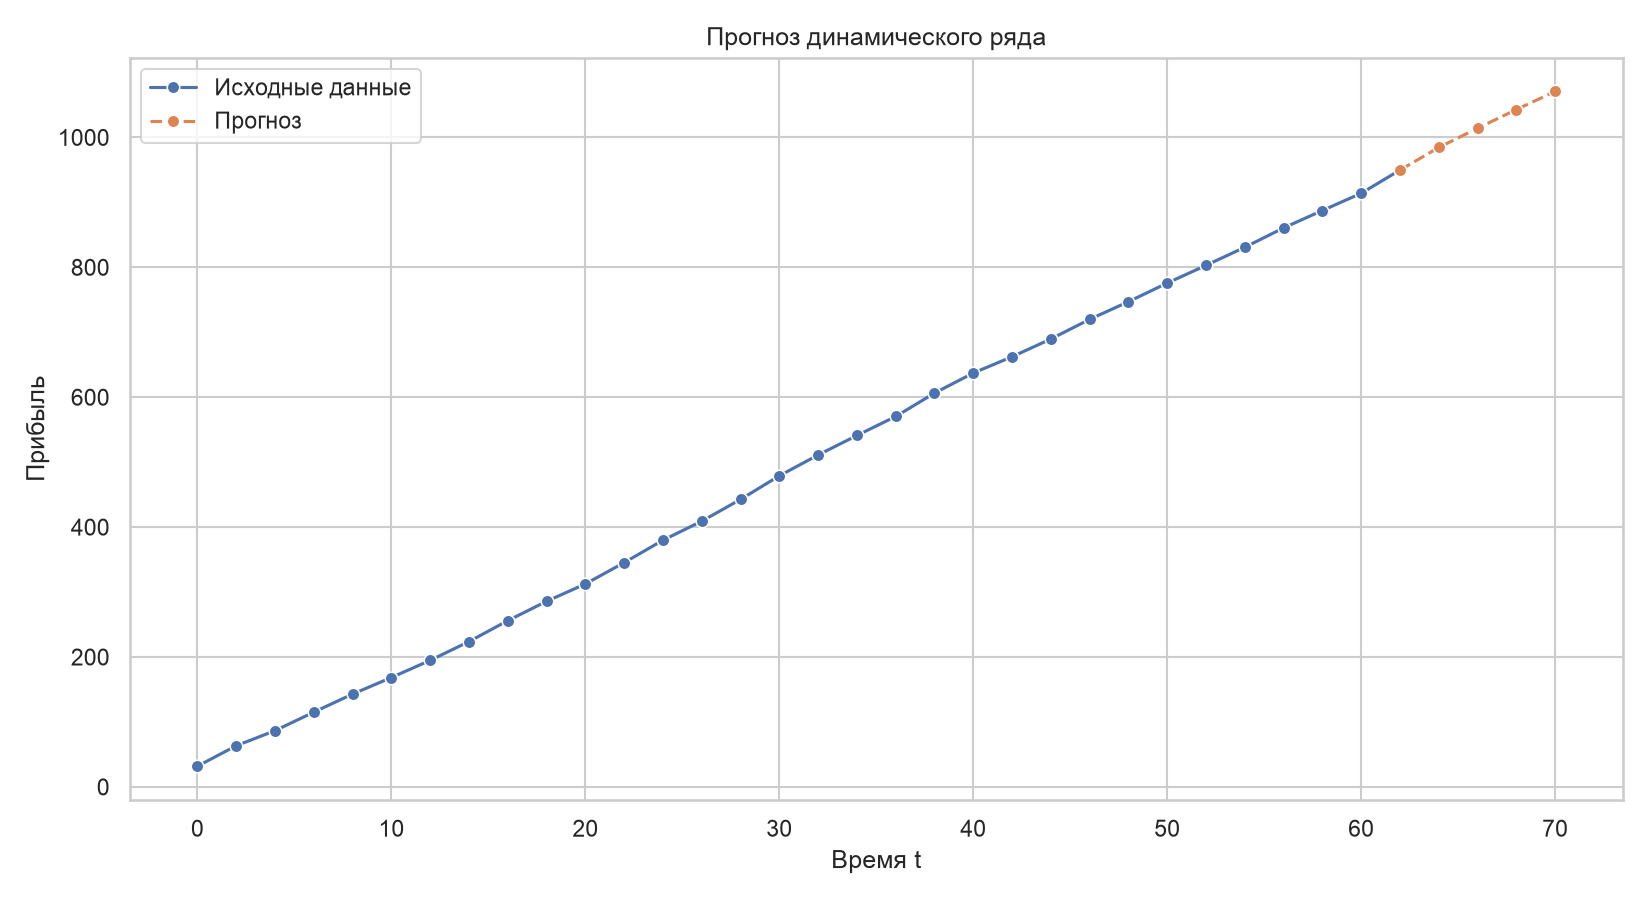 Прогноз динамического ряда
Исходные данные
Прогноз
Прибыль
1000
800
600
400
200
0
0 10 20 30 40 50 60 70
Время t